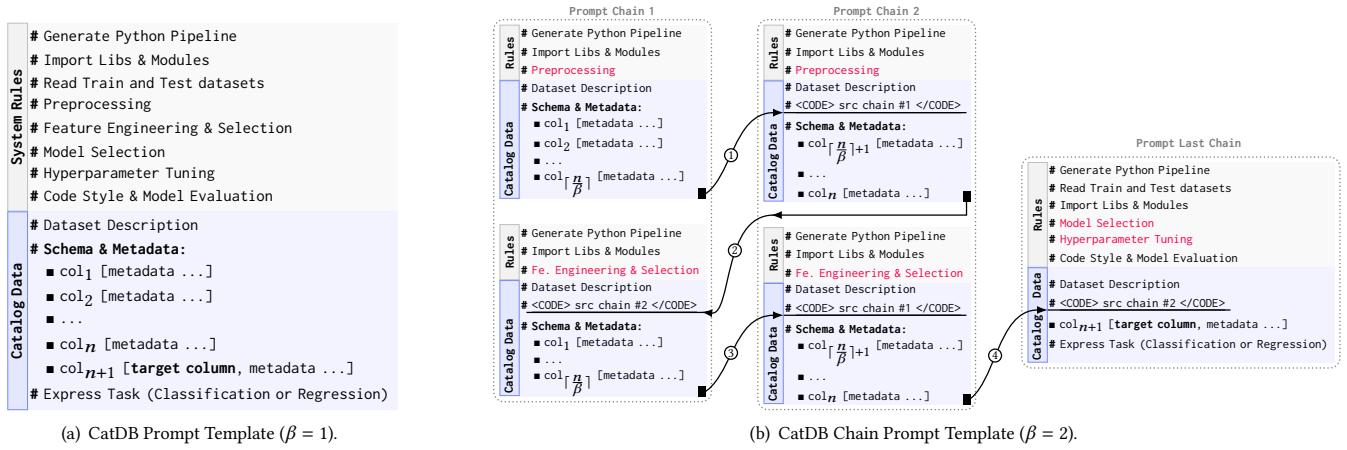 System Rules
# Generate Python Pipeline
# Import Libs & Modules
# Read Train and Test datasets
# Preprocessing
# Feature Engineering & Selection
# Model Selection
# Hyperparameter Tuning
# Code Style & Model Evaluation
Catalog Data
# Dataset Description
# Schema & Metadata:
■ col₁ [metadata ...]
■ col₂ [metadata ...]
■ ...
■ colₙ [metadata ...]
■ colₙ₊₁ [target column, metadata ...]
# Express Task (Classification or Regression)
(a) CatDB Prompt Template (β = 1).
Prompt Chain 1
Rules
# Generate Python Pipeline
# Import Libs & Modules
# Preprocessing
Catalog Data
# Dataset Description
# Schema & Metadata:
■ col₁ [metadata ...]
■ col₂ [metadata ...]
■ ...
■ col⌈n/β⌉ [metadata ...]
1
Rules
# Generate Python Pipeline
# Import Libs & Modules
# Fe. Engineering & Selection
Catalog Data
# Dataset Description
# <CODE> src chain #2 </CODE>
# Schema & Metadata:
■ col₁ [metadata ...]
■ ...
■ col⌈n/β⌉ [metadata ...]
2
3
Prompt Chain 2
Rules
# Generate Python Pipeline
# Import Libs & Modules
# Preprocessing
Catalog Data
# Dataset Description
# <CODE> src chain #1 </CODE>
# Schema & Metadata:
■ col⌈n/β⌉+1 [metadata ...]
■ ...
■ colₙ [metadata ...]
Rules
# Generate Python Pipeline
# Import Libs & Modules
# Fe. Engineering & Selection
Catalog Data
# Dataset Description
# <CODE> src chain #1 </CODE>
# Schema & Metadata:
■ col⌈n/β⌉+1 [metadata ...]
■ ...
■ colₙ [metadata ...]
4
Prompt Last Chain
Rules
# Generate Python Pipeline
# Read Train and Test datasets
# Import Libs & Modules
# Model Selection
# Hyperparameter Tuning
# Code Style & Model Evaluation
Catalog Data
# Dataset Description
# <CODE> src chain #2 </CODE>
■ colₙ₊₁ [target column, metadata ...]
# Express Task (Classification or Regression)
(b) CatDB Chain Prompt Template (β = 2).